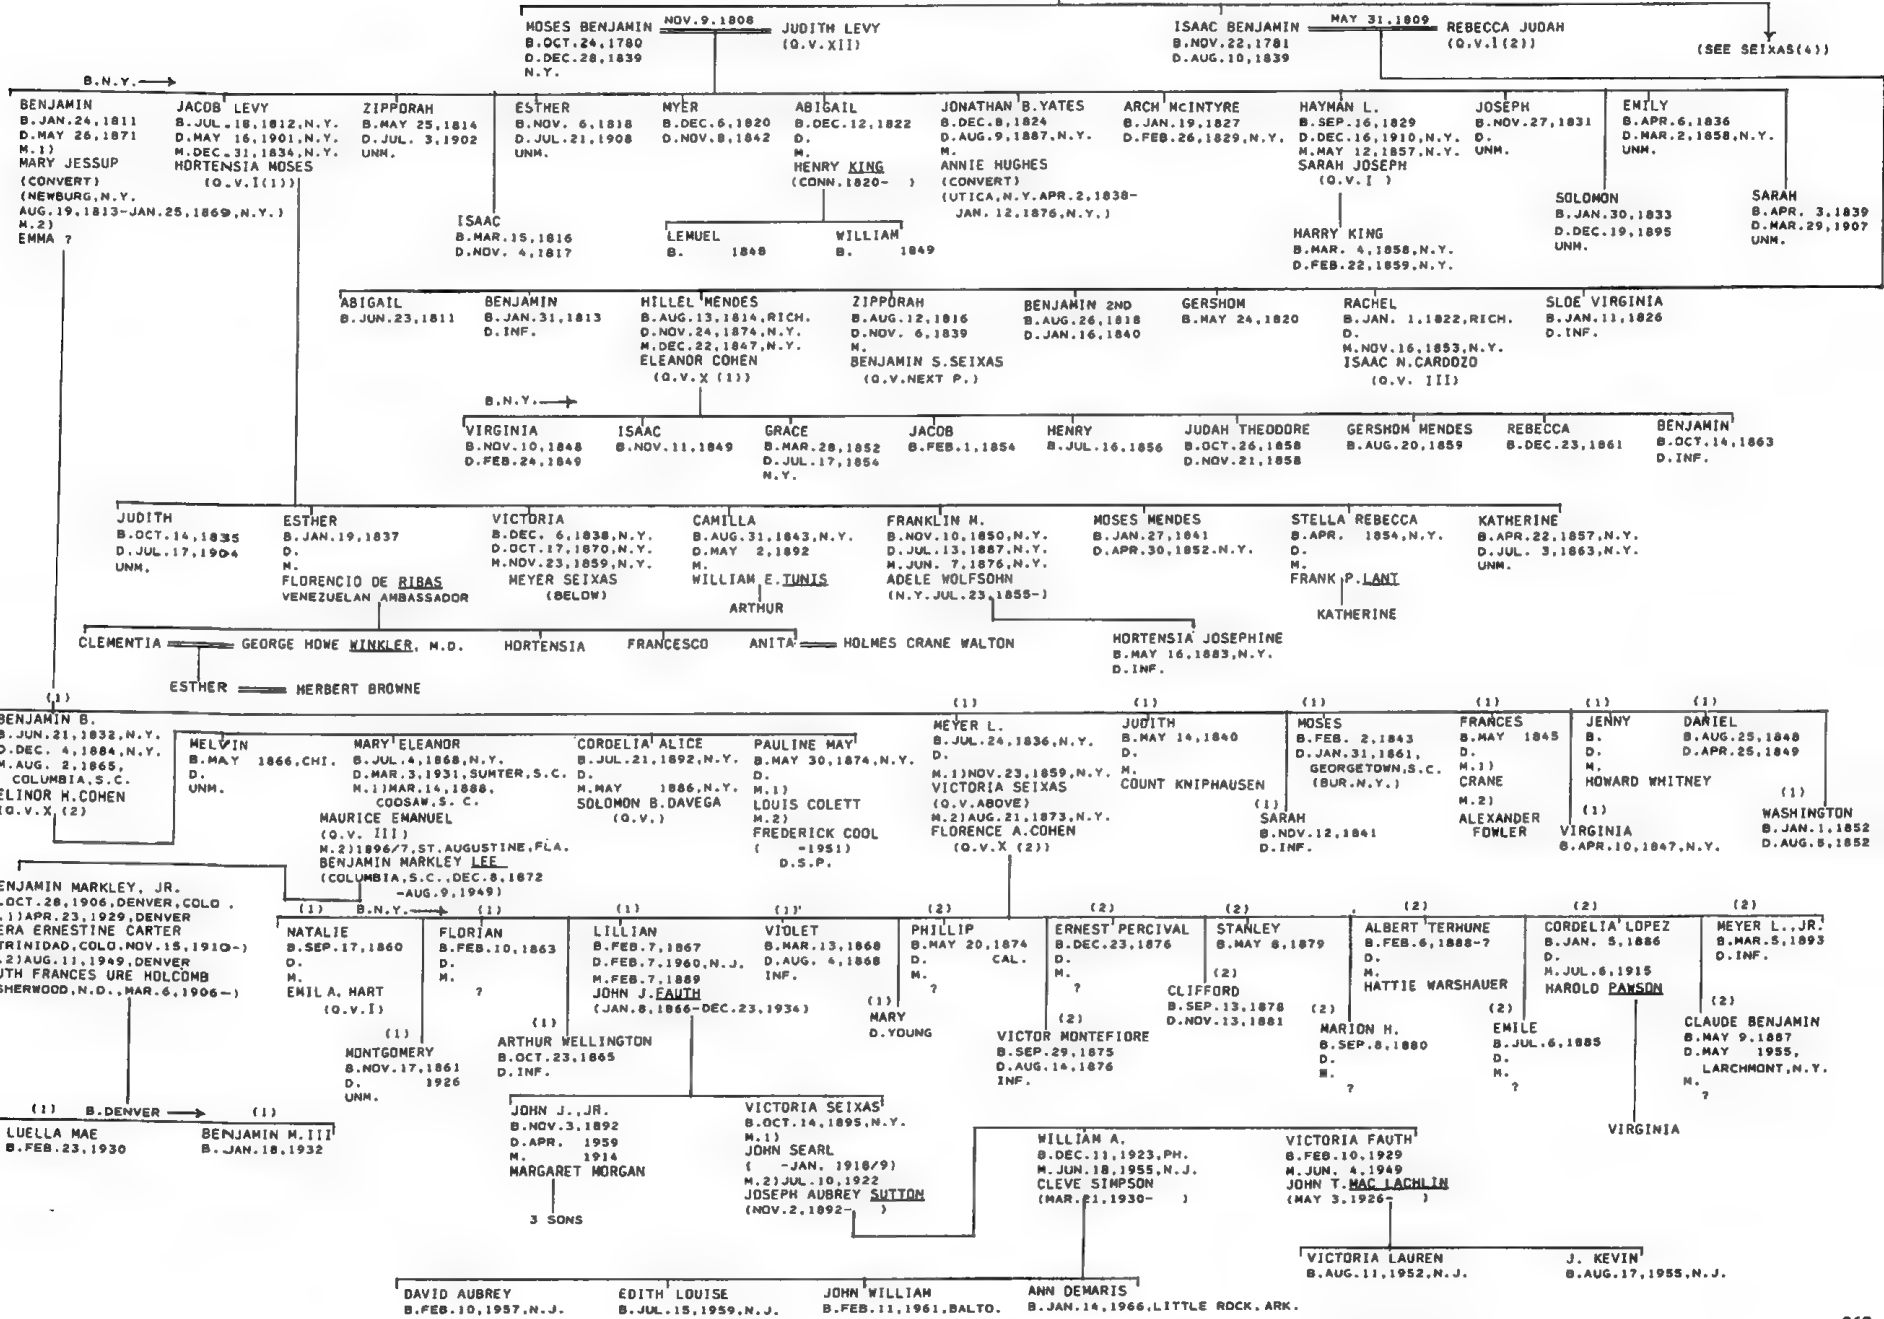 NOV.9.1808
MAY 31.1809
MOSES BENJAMIN
B.OCT.24,1780
D.DEC.28,1839
N.Y.
JUDITH LEVY
(Q.V.XII)
ISAAC BENJAMIN
B.NOV.22,1781
D.AUG.10,1839
REBECCA JUDAH
(Q.V.I(2))
(SEE SEIXAS(4))
B.N.Y.
BENJAMIN
B.JAN.24,1811
D.MAY 26,1871
M.1)
MARY JESSUP
(CONVERT)
(NEWBURG,N.Y.
AUG.19,1813-JAN.25,1869,N.Y.)
M.2)
EMMA ?
JACOB LEVY
B.JUL.18,1812,N.Y.
D.MAY 16,1901,N.Y.
M.DEC.31,1834,N.Y.
HORTENSIA MOSES
(Q.V.I(1))
ZIPPORAH
B.MAY 25,1814
D.JUL. 3,1902
UNM.
ISAAC
B.MAR.15,1816
D.NOV. 4,1817
ESTHER
B.NOV. 6,1818
D.JUL.21,1908
UNM.
MYER
B.DEC.6,1820
D.NOV.8,1842
ABIGAIL
B.DEC.12,1822
D.
M.
HENRY KING
(CONN.1820- )
LEMUEL
B. 1848
WILLIAM
B. 1849
JONATHAN B.YATES
B.DEC.8,1824
D.AUG.9,1887,N.Y.
M.
ANNIE HUGHES
(CONVERT)
(UTICA,N.Y.APR.2,1838-
JAN.12,1876,N.Y.)
ARCH MCINTYRE
B.JAN.19,1827
D.FEB.26,1829,N.Y.
HAYMAN L.
B.SEP.16,1829
D.DEC.16,1910,N.Y.
M.MAY 12,1857,N.Y.
SARAH JOSEPH
(Q.V.I )
HARRY KING
B.MAR. 4,1858,N.Y.
D.FEB.22,1859,N.Y.
JOSEPH
B.NOV.27,1831
D.
UNM.
SOLOMON
B.JAN.30,1833
D.DEC.19,1895
UNM.
EMILY
B.APR.6,1836
D.MAR.2,1858,N.Y.
UNM.
SARAH
B.APR. 3,1839
D.MAR.29,1907
UNM.
ABIGAIL
B.JUN.23,1811
BENJAMIN
B.JAN.31,1813
D.INF.
HILLEL MENDES
B.AUG.13,1814,RICH.
D.NOV.24,1874,N.Y.
M.DEC.22,1847,N.Y.
ELEANOR COHEN
(Q.V.X (1))
ZIPPORAH
B.AUG.12,1816
D.NOV. 6,1839
M.
BENJAMIN S.SEIXAS
(Q.V.NEXT P.)
BENJAMIN 2ND
B.AUG.26,1818
D.JAN.16,1840
GERSHOM
B.MAY 24,1820
RACHEL
B.JAN. 1,1822,RICH.
D.
M.NOV.16,1853,N.Y.
ISAAC N.CARDOZO
(Q.V. III)
SLOE VIRGINIA
B.JAN.11,1826
D.INF.
B.N.Y.
VIRGINIA
B.NOV.10,1848
D.FEB.24,1849
ISAAC
B.NOV.11,1849
GRACE
B.MAR.28,1852
D.JUL.17,1854
N.Y.
JACOB
B.FEB.1,1854
HENRY
B.JUL.16,1856
JUDAH THEODORE
B.OCT.26,1858
D.NOV.21,1858
GERSHOM MENDES
B.AUG.20,1859
REBECCA
B.DEC.23,1861
BENJAMIN
B.OCT.14,1863
D.INF.
JUDITH
B.OCT.14,1835
D.JUL.17,1904
UNM.
ESTHER
B.JAN.19,1837
D.
M.
FLORENCIO DE RIBAS
VENEZUELAN AMBASSADOR
VICTORIA
B.DEC. 6,1838,N.Y.
D.OCT.17,1870,N.Y.
M.NOV.23,1859,N.Y.
MEYER SEIXAS
(BELOW)
CAMILLA
B.AUG.31,1843,N.Y.
D.MAY 2,1892
M.
WILLIAM E.TUNIS
ARTHUR
FRANKLIN M.
B.NOV.10,1850,N.Y.
D.JUL.13,1887,N.Y.
M.JUN. 7,1876,N.Y.
ADELE WOLFSOHN
(N.Y.JUL.23,1855-)
MOSES MENDES
B.JAN.27,1841
D.APR.30,1852.N.Y.
STELLA REBECCA
B.APR. 1854,N.Y.
D.
M.
FRANK P.LANT
KATHERINE
KATHERINE
B.APR.22,1857,N.Y.
D.JUL. 3,1863,N.Y.
UNM.
CLEMENTIA
GEORGE HOWE WINKLER, M.D.
HORTENSIA
FRANCESCO
ANITA
HOLMES CRANE WALTON
HORTENSIA JOSEPHINE
B.MAY 16,1883,N.Y.
D.INF.
ESTHER
HERBERT BROWNE
(1)
BENJAMIN B.
B.JUN.21,1832,N.Y.
D.DEC. 4,1884,N.Y.
M.AUG. 2,1865,
COLUMBIA,S.C.
ELINOR H.COHEN
(Q.V.X (2)
MELVIN
B.MAY 1866,CHI.
D.
UNM.
MARY ELEANOR
B.JUL.4,1868,N.Y.
D.MAR.3,1931,SUMTER,S.C.
M.1)MAR.14,1888,
COOSAW,S. C.
MAURICE EMANUEL
(Q.V. III)
M.2)1896/7,ST.AUGUSTINE,FLA.
BENJAMIN MARKLEY LEE
(COLUMBIA,S.C.,DEC.8,1872
-AUG.9,1949)
CORDELIA ALICE
B.JUL.21,1892,N.Y.
D.
M.MAY 1886,N.Y.
SOLOMON B.DAVEGA
(Q.V.)
PAULINE MAY
B.MAY 30,1874,N.Y.
D.
M.1)
LOUIS COLETT
M.2)
FREDERICK COOL
( -1951)
D.S.P.
(1)
MEYER L.
B.JUL.24,1836,N.Y.
D.
M.1)NOV.23,1859,N.Y.
VICTORIA SEIXAS
(Q.V.ABOVE)
M.2)AUG.21,1873,N.Y.
FLORENCE A.COHEN
(Q.V.X (2))
(1)
JUDITH
B.MAY 14,1840
D.
M.
COUNT KNIPHAUSEN
(1)
SARAH
B.NOV.12,1841
D.INF.
(1)
MOSES
B.FEB. 2,1843
D.JAN.31,1861,
GEORGETOWN,S.C.
(BUR.N.Y.)
(1)
FRANCES
B.MAY 1845
D.
M.1)
CRANE
M.2)
ALEXANDER
FOWLER
(1)
VIRGINIA
B.APR.10,1847,N.Y.
(1)
JENNY
B.
D.
M.
HOWARD WHITNEY
(1)
DANIEL
B.AUG.25,1848
D.APR.25,1849
(1)
WASHINGTON
B.JAN.1,1852
D.AUG.8,1852
ENJAMIN MARKLEY, JR.
.OCT.28,1906,DENVER,COLO.
.1)APR.23,1929,DENVER
ERA ERNESTINE CARTER
TRINIDAD,COLO.NOV.15,1910-)
.2)AUG.11,1949,DENVER
UTH FRANCES URE HOLCOMB
SHERWOOD,N.D.,MAR.6,1906-)
(1) B.DENVER (1)
LUELLA MAE
B.FEB.23,1930
BENJAMIN M.III
B.JAN.18,1932
(1) B.N.Y.
NATALIE
B.SEP.17,1860
D.
M.
EMIL A. HART
(Q.V.I)
(1)
MONTGOMERY
B.NOV.17,1861
D. 1926
UNM.
(1)
FLORIAN
B.FEB.10,1863
D.
M.
?
(1)
ARTHUR WELLINGTON
B.OCT.23,1865
D.INF.
(1)
LILLIAN
B.FEB.7,1867
D.FEB.7,1960,N.J.
M.FEB.7,1889
JOHN J.FAUTH
(JAN.8,1866-DEC.23,1934)
(1)
VIOLET
B.MAR.13,1868
D.AUG. 4,1868
INF.
(1)
MARY
D.YOUNG
(2)
PHILLIP
B.MAY 20,1874
D. CAL.
M.
?
(2)
VICTOR MONTEFIORE
B.SEP.29,1875
D.AUG.14,1876
INF.
(2)
ERNEST PERCIVAL
B.DEC.23,1876
D.
M.
?
(2)
CLIFFORD
B.SEP.13,1878
D.NOV.13,1881
(2)
STANLEY
B.MAY 8,1879
(2)
MARION H.
B.SEP.8,1880
D.
M.
?
(2)
ALBERT TERHUNE
B.FEB.6,1888-?
D.
M.
HATTIE WARSHAUER
(2)
EMILE
B.JUL.6,1885
D.
M.
?
(2)
CORDELIA LOPEZ
B.JAN. 5,1886
D.
M.JUL.6,1915
HAROLD PAWSON
VIRGINIA
(2)
CLAUDE BENJAMIN
B.MAY 9,1887
D.MAY 1955,
LARCHMONT,N.Y.
M.
?
(2)
MEYER L.,JR.
B.MAR.5,1893
D.INF.
JOHN J.,JR.
B.NOV.3,1892
D.APR. 1959
M. 1914
MARGARET MORGAN
3 SONS
VICTORIA SEIXAS
B.OCT.14,1895,N.Y.
M.1)
JOHN SEARL
( -JAN. 1918/9)
M.2)JUL.10,1922
JOSEPH AUBREY SUTTON
(NOV.2,1892- )
WILLIAM A.
B.DEC.11,1923,PH.
M.JUN.18,1955,N.J.
CLEVE SIMPSON
(MAR.21,1930- )
VICTORIA FAUTH
B.FEB.10,1929
M.JUN. 4,1949
JOHN T.MAC LACHLIN
(MAY 3,1926- )
VICTORIA LAUREN
B.AUG.11,1952,N.J.
J. KEVIN
B.AUG.17,1955,N.J.
DAVID AUBREY
B.FEB.10,1957,N.J.
EDITH LOUISE
B.JUL.15,1959,N.J.
JOHN WILLIAM
B.FEB.11,1961,BALTO.
ANN DEMARIS
B.JAN.14,1966,LITTLE ROCK,ARK.